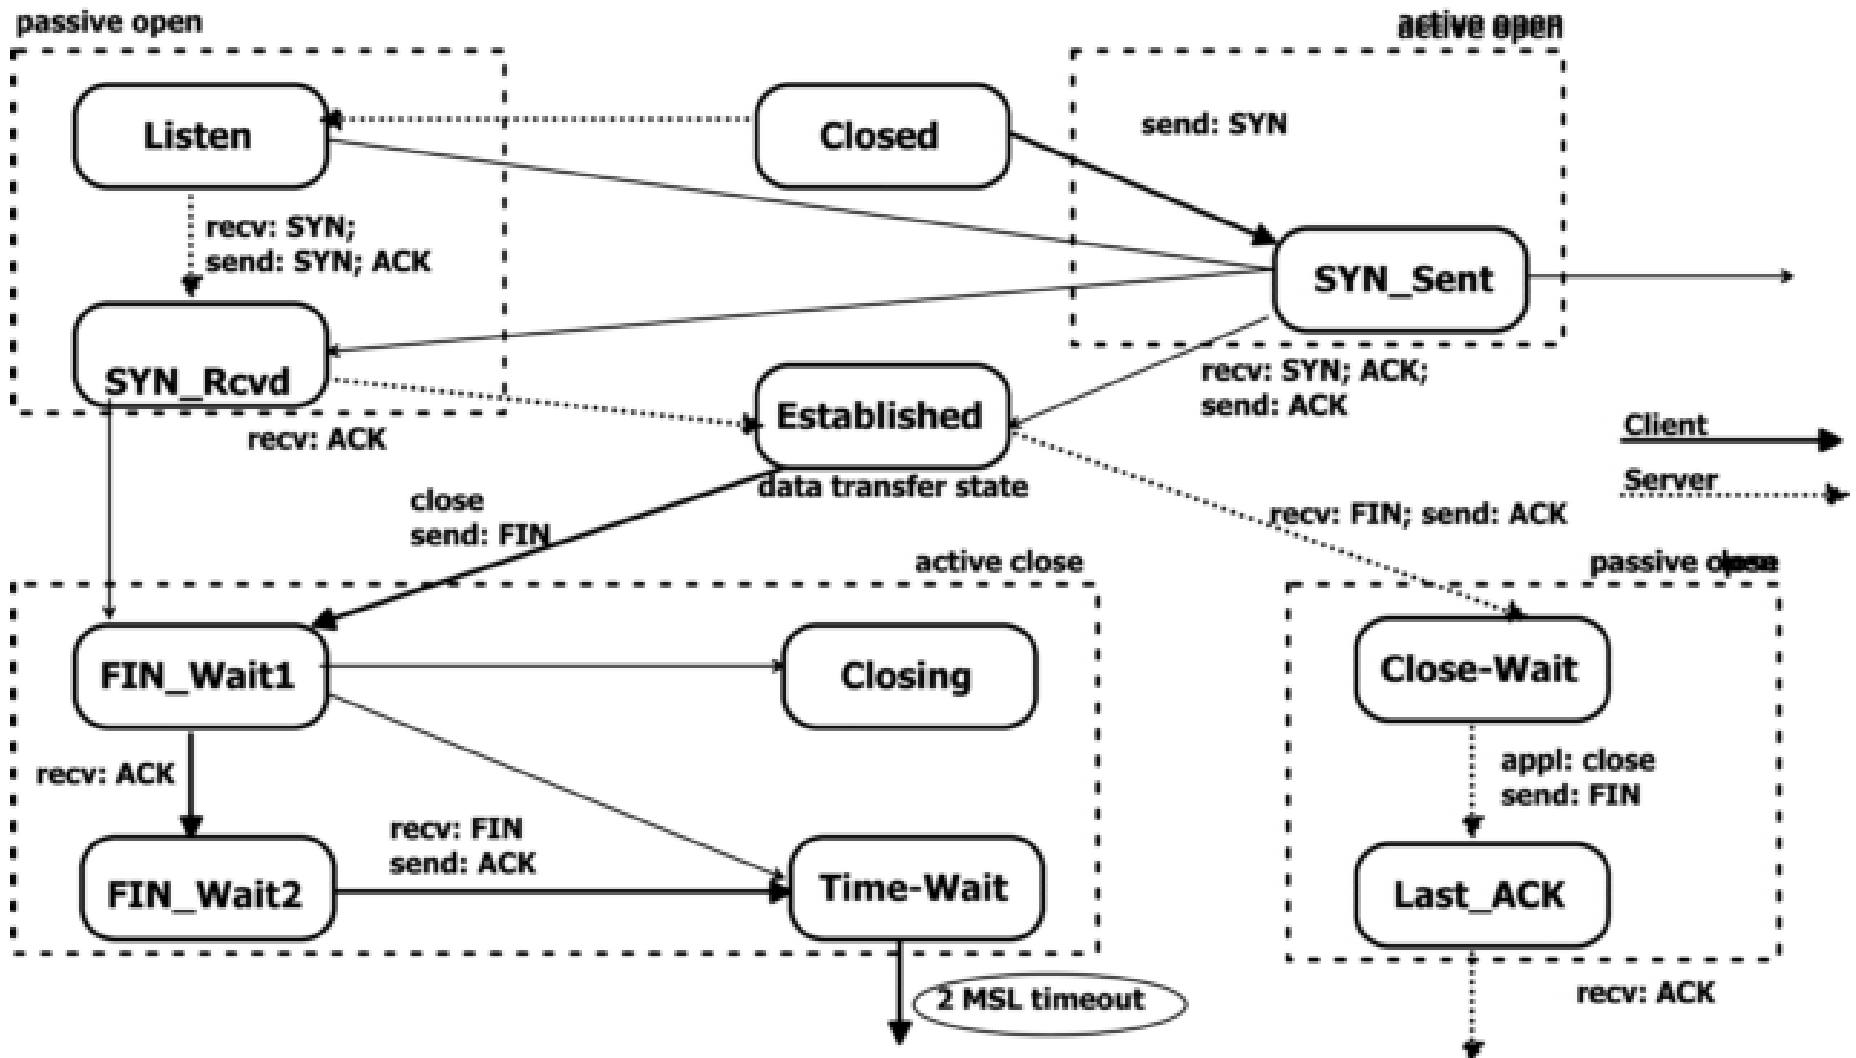 passive open
active open
Listen
Closed
send: SYN
recv: SYN;
send: SYN; ACK
SYN_Sent
SYN_Rcvd
recv: SYN; ACK;
send: ACK
Established
recv: ACK
Client
data transfer state
Server
close
send: FIN
recv: FIN; send: ACK
active close
passive close
FIN_Wait1
Closing
Close-Wait
recv: ACK
appl: close
send: FIN
recv: FIN
send: ACK
FIN_Wait2
Time-Wait
Last_ACK
2 MSL timeout
recv: ACK